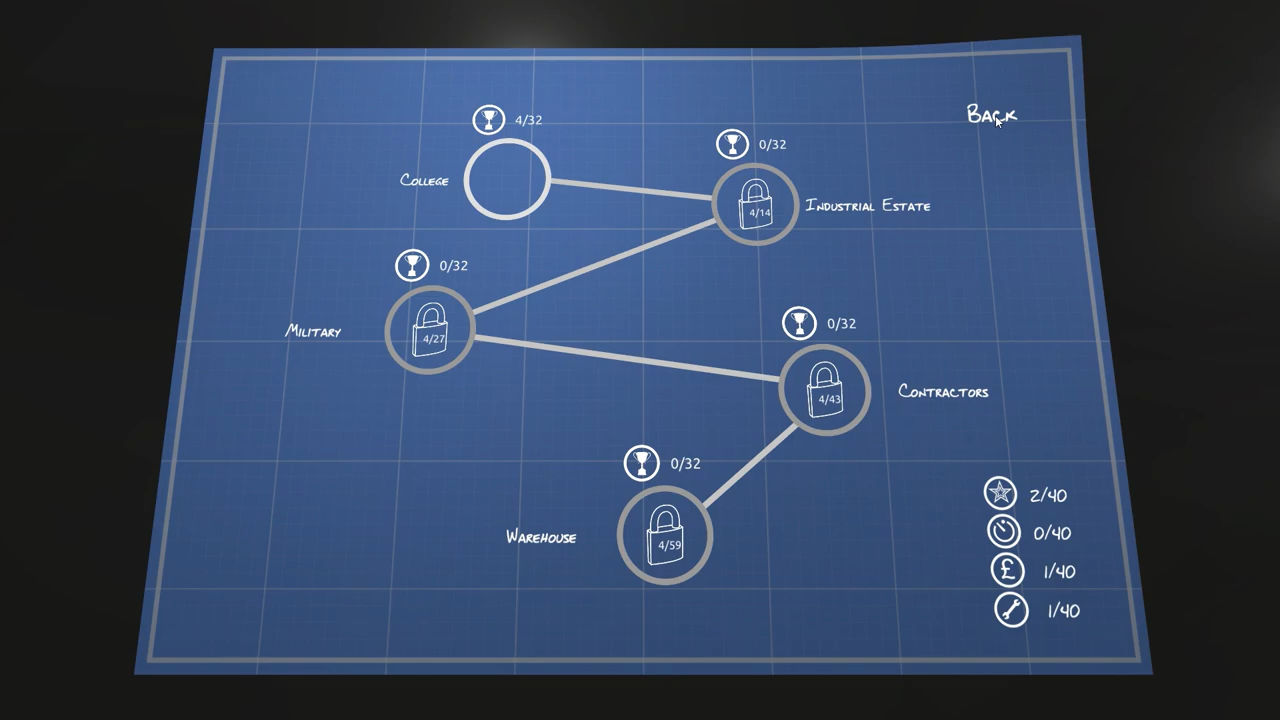 Back
4/32
College
0/32
4/14
Industrial Estate
0/32
Military
4/27
0/32
4/43
Contractors
0/32
Warehouse
4/59
2/40
0/40
£ 1/40
1/40